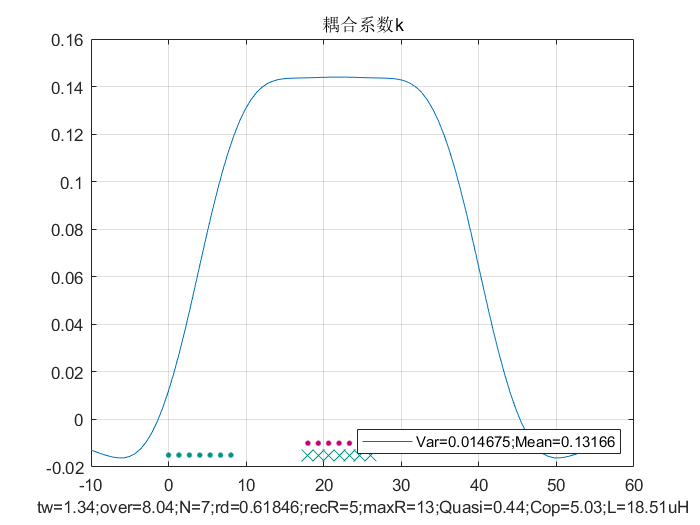 耦合系数k
0.16
0.14
0.12
0.1
0.08
0.06
0.04
0.02
0
-0.02
Var=0.014675;Mean=0.13166
-10 0 10 20 30 40 50 60
tw=1.34;over=8.04;N=7;rd=0.61846;recR=5;maxR=13;Quasi=0.44;Cop=5.03;L=18.51uH